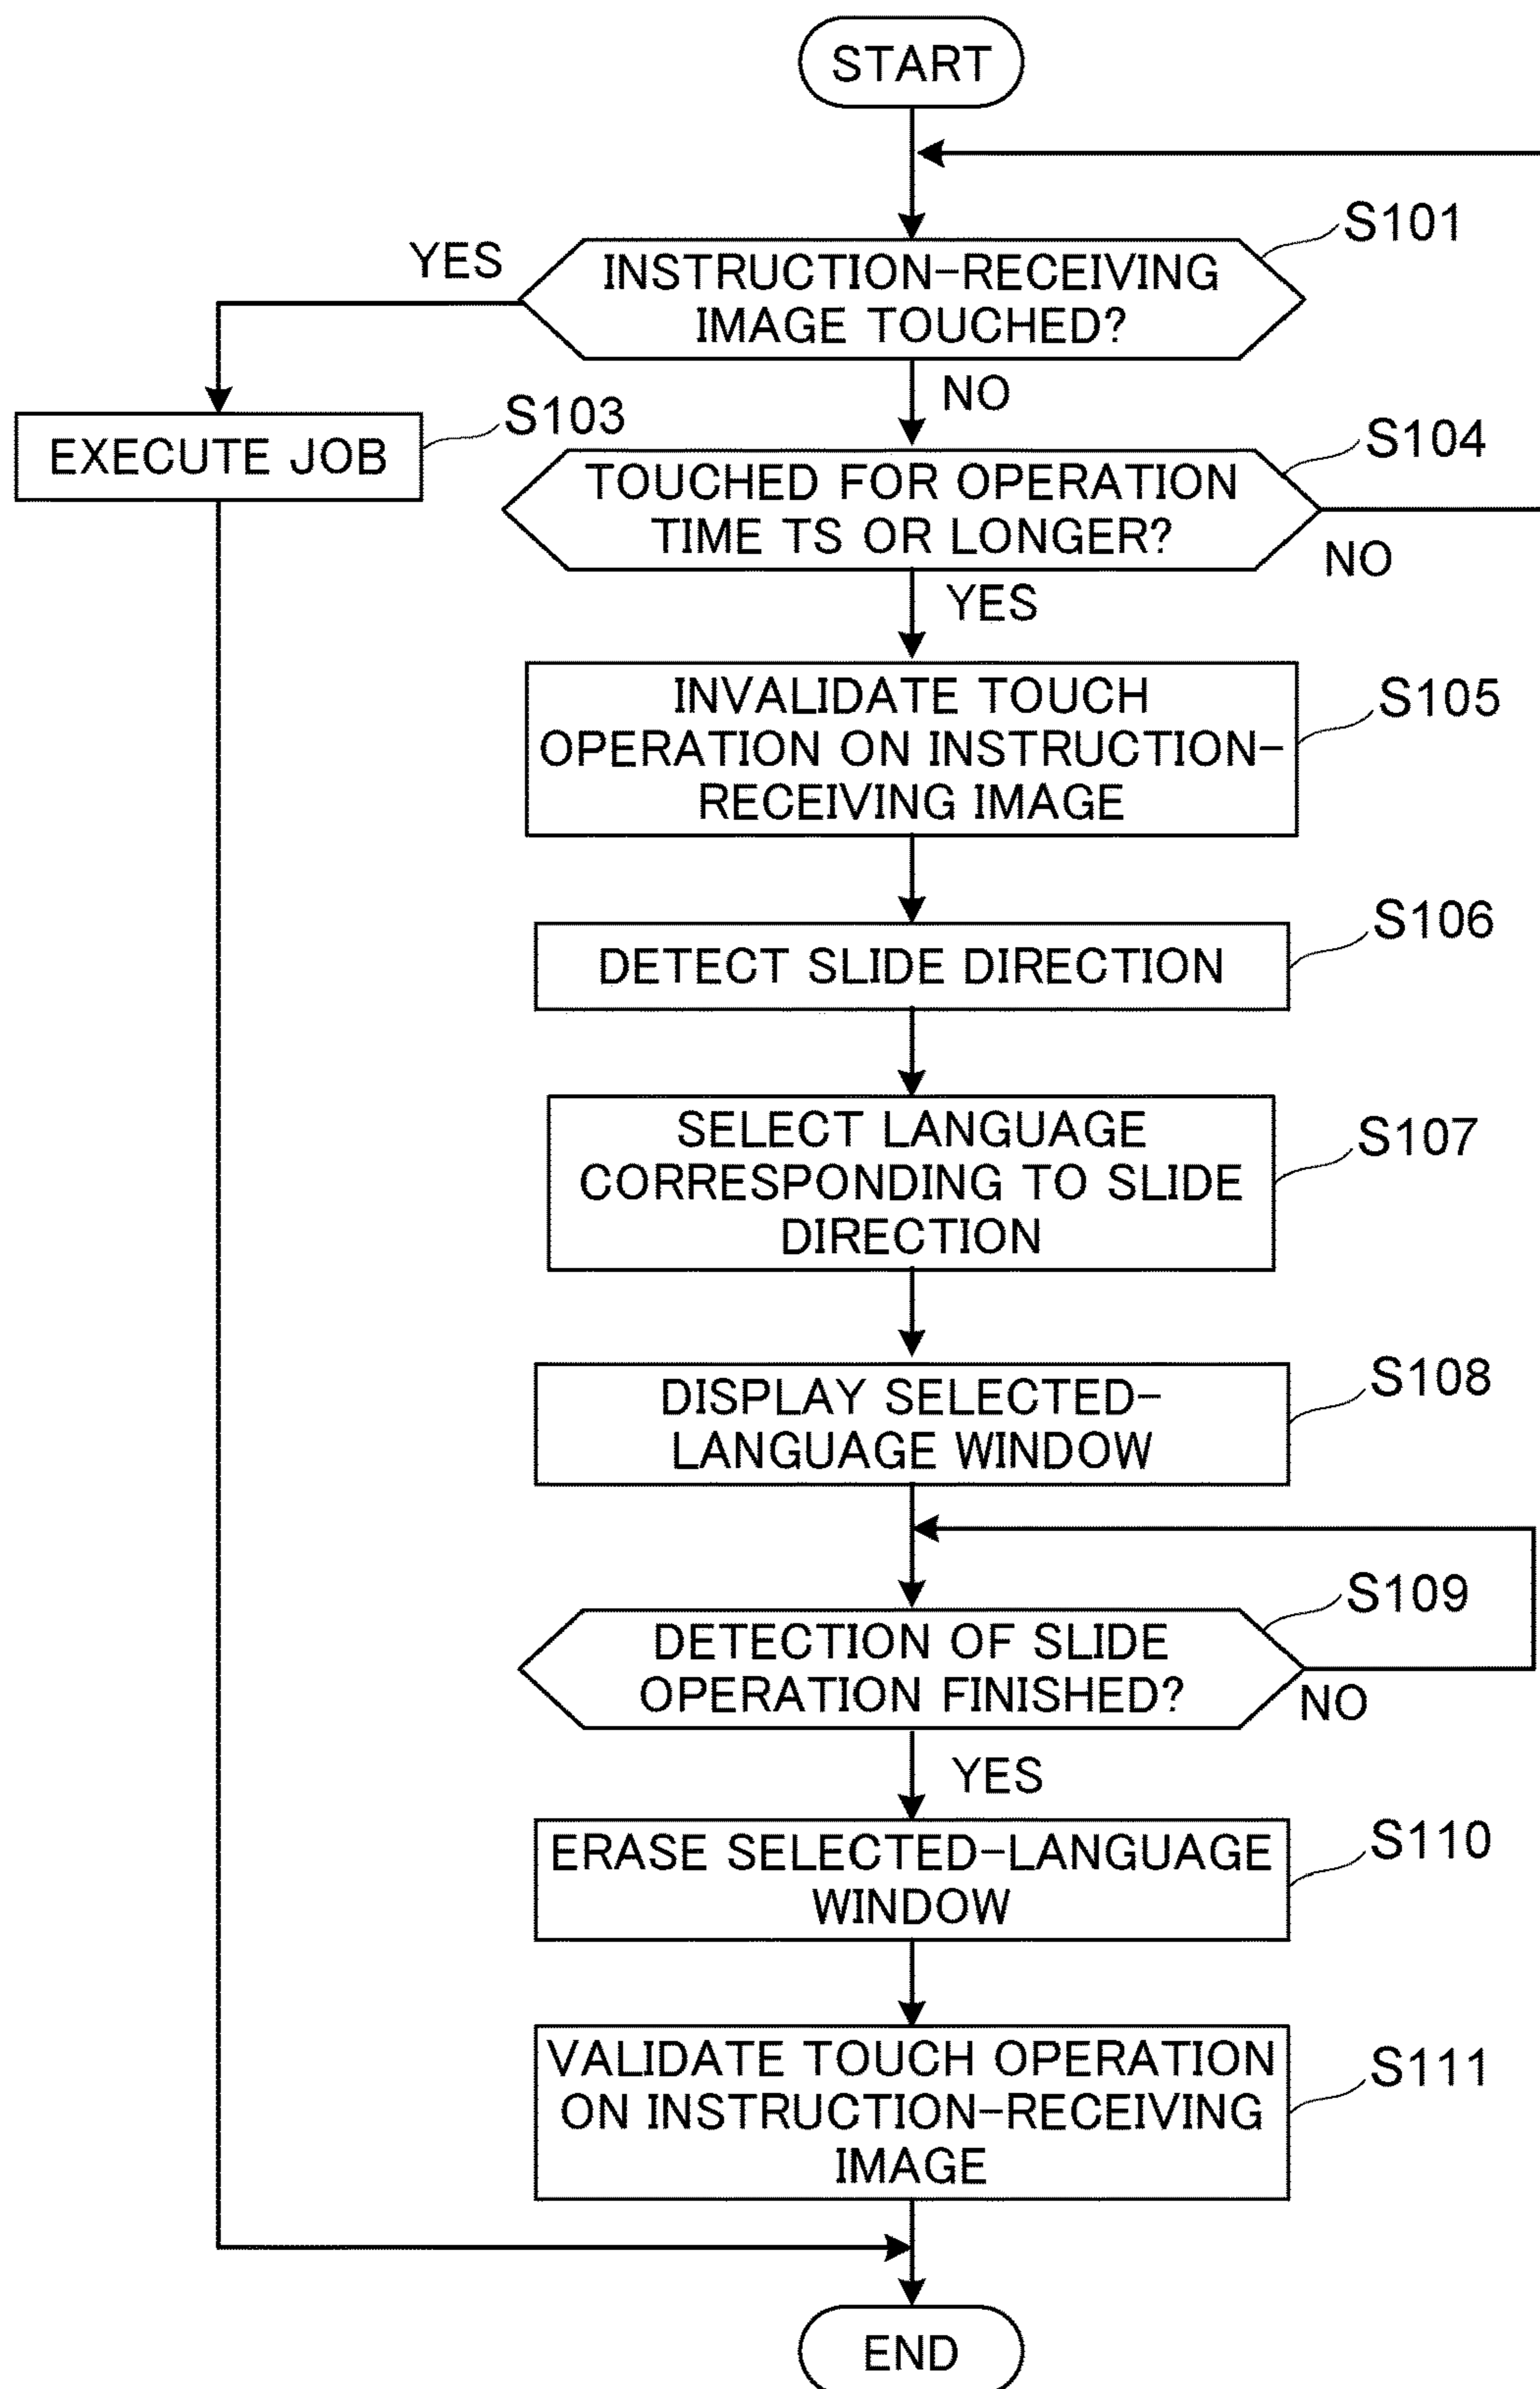 START
S101
YES
INSTRUCTION-RECEIVING
IMAGE TOUCHED?
NO
S103
EXECUTE JOB
S104
TOUCHED FOR OPERATION
TIME TS OR LONGER?
NO
YES
S105
INVALIDATE TOUCH
OPERATION ON INSTRUCTION-
RECEIVING IMAGE
S106
DETECT SLIDE DIRECTION
S107
SELECT LANGUAGE
CORRESPONDING TO SLIDE
DIRECTION
S108
DISPLAY SELECTED-
LANGUAGE WINDOW
S109
DETECTION OF SLIDE
OPERATION FINISHED?
NO
YES
S110
ERASE SELECTED-LANGUAGE
WINDOW
S111
VALIDATE TOUCH OPERATION
ON INSTRUCTION-RECEIVING
IMAGE
END